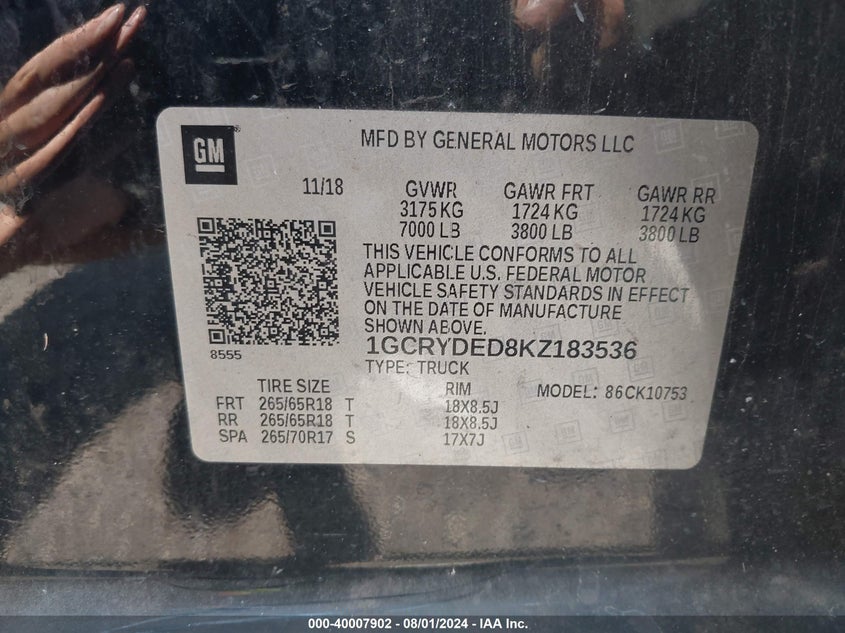 GM
MFD BY GENERAL MOTORS LLC
11/18 GVWR GAWR FRT GAWR RR
3175 KG 1724 KG 1724 KG
7000 LB 3800 LB 3800 LB
THIS VEHICLE CONFORMS TO ALL
APPLICABLE U.S. FEDERAL MOTOR
VEHICLE SAFETY STANDARDS IN EFFECT
ON THE DATE OF MANUFACTURE
SHOWN ABOVE.
8555
1GCRYDED8KZ183536
TYPE: TRUCK
TIRE SIZE RIM MODEL: 86CK10753
FRT 265/65R18 T 18X8.5J
RR 265/65R18 T 18X8.5J
SPA 265/70R17 S 17X7J
000-40007902 - 08/01/2024 - IAA Inc.